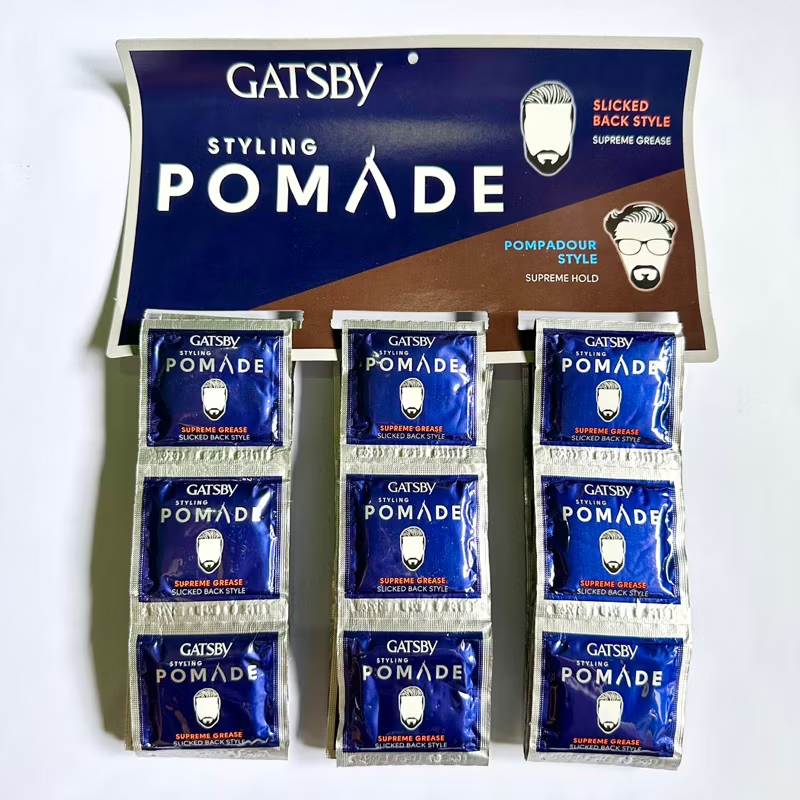 GATSBY
STYLING
POMADE
SLICKED
BACK STYLE
SUPREME GREASE
POMPADOUR
STYLE
SUPREME HOLD
GATSBY
STYLING
POMADE
SUPREME GREASE
SLICKED BACK STYLE
GATSBY
STYLING
POMADE
SUPREME GREASE
SLICKED BACK STYLE
GATSBY
STYLING
POMADE
SUPREME GREASE
SLICKED BACK STYLE
GATSBY
STYLING
POMADE
SUPREME GREASE
SLICKED BACK STYLE
GATSBY
STYLING
POMADE
SUPREME GREASE
SLICKED BACK STYLE
GATSBY
STYLING
POMADE
SUPREME GREASE
SLICKED BACK STYLE
GATSBY
STYLING
POMADE
SUPREME GREASE
SLICKED BACK STYLE
GATSBY
STYLING
POMADE
SUPREME GREASE
SLICKED BACK STYLE
GATSBY
STYLING
POMADE
SUPREME GREASE
SLICKED BACK STYLE